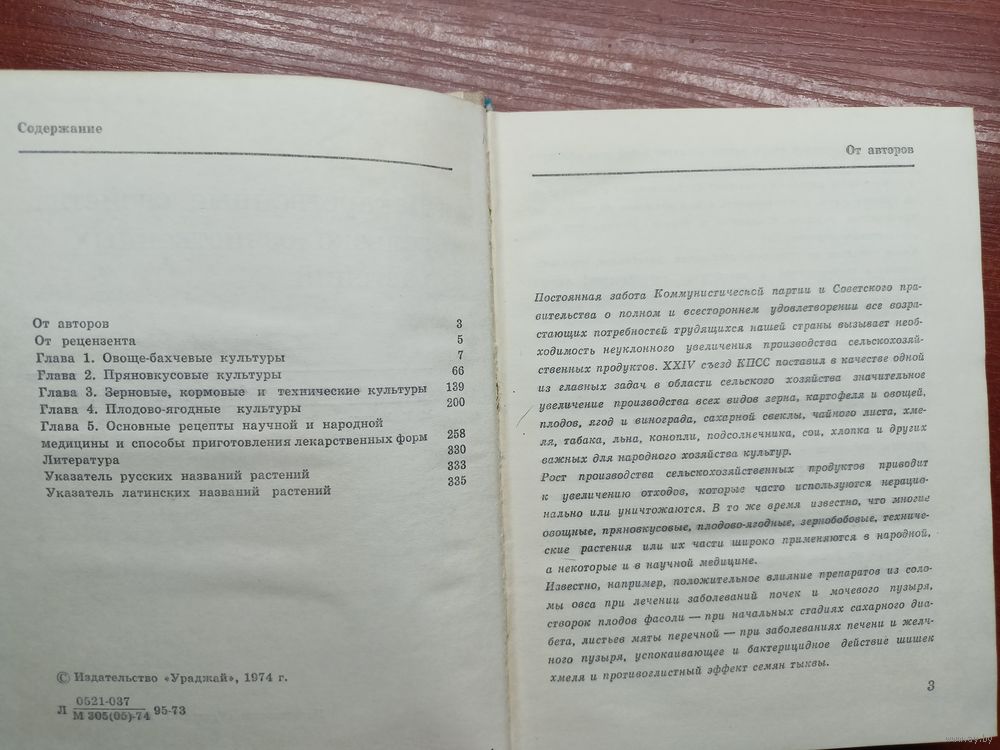 Содержание
От авторов 3
От рецензента 5
Глава 1. Овоще-бахчевые культуры 7
Глава 2. Пряновкусовые культуры 66
Глава 3. Зерновые, кормовые и технические культуры 139
Глава 4. Плодово-ягодные культуры 200
Глава 5. Основные рецепты научной и народной
медицины и способы приготовления лекарственных форм 258
Литература 330
Указатель русских названий растений 333
Указатель латинских названий растений 335
© Издательство «Ураджай», 1974 г.
Л 0521-037
М 305(05)-74 95-73
От авторов
Постоянная забота Коммунистической партии и Советского пра-
вительства о полном и всестороннем удовлетворении все возра-
стающих потребностей трудящихся нашей страны вызывает необ-
ходимость неуклонного увеличения производства сельскохозяй-
ственных продуктов. XXIV съезд КПСС поставил в качестве одной
из главных задач в области сельского хозяйства значительное
увеличение производства всех видов зерна, картофеля и овощей,
плодов, ягод и винограда, сахарной свеклы, чайного листа, хме-
ля, табака, льна, конопли, подсолнечника, сои, хлопка и других
важных для народного хозяйства культур.
Рост производства сельскохозяйственных продуктов приводит
к увеличению отходов, которые часто используются нерацио-
нально или уничтожаются. В то же время известно, что многие
овощные, пряновкусовые, плодово-ягодные, зернобобовые, техниче-
ские растения или их части широко применяются в народной,
а некоторые и в научной медицине.
Известно, например, положительное влияние препаратов из соло-
мы овса при лечении заболеваний почек и мочевого пузыря,
створок плодов фасоли — при начальных стадиях сахарного диа-
бета, листьев мяты перечной — при заболеваниях печени и желч-
ного пузыря, успокаивающее и бактерицидное действие шишек
хмеля и противоглистный эффект семян тыквы.
3